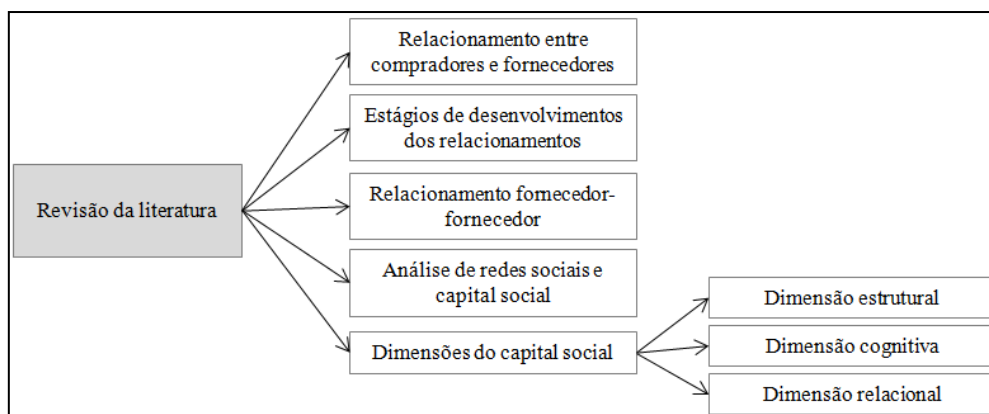 Relacionamento entre
compradores e fornecedores
Estágios de desenvolvimentos
dos relacionamentos
Revisão da literatura
Relacionamento fornecedor-
fornecedor
Análise de redes sociais e
capital social
Dimensões do capital social
Dimensão estrutural
Dimensão cognitiva
Dimensão relacional